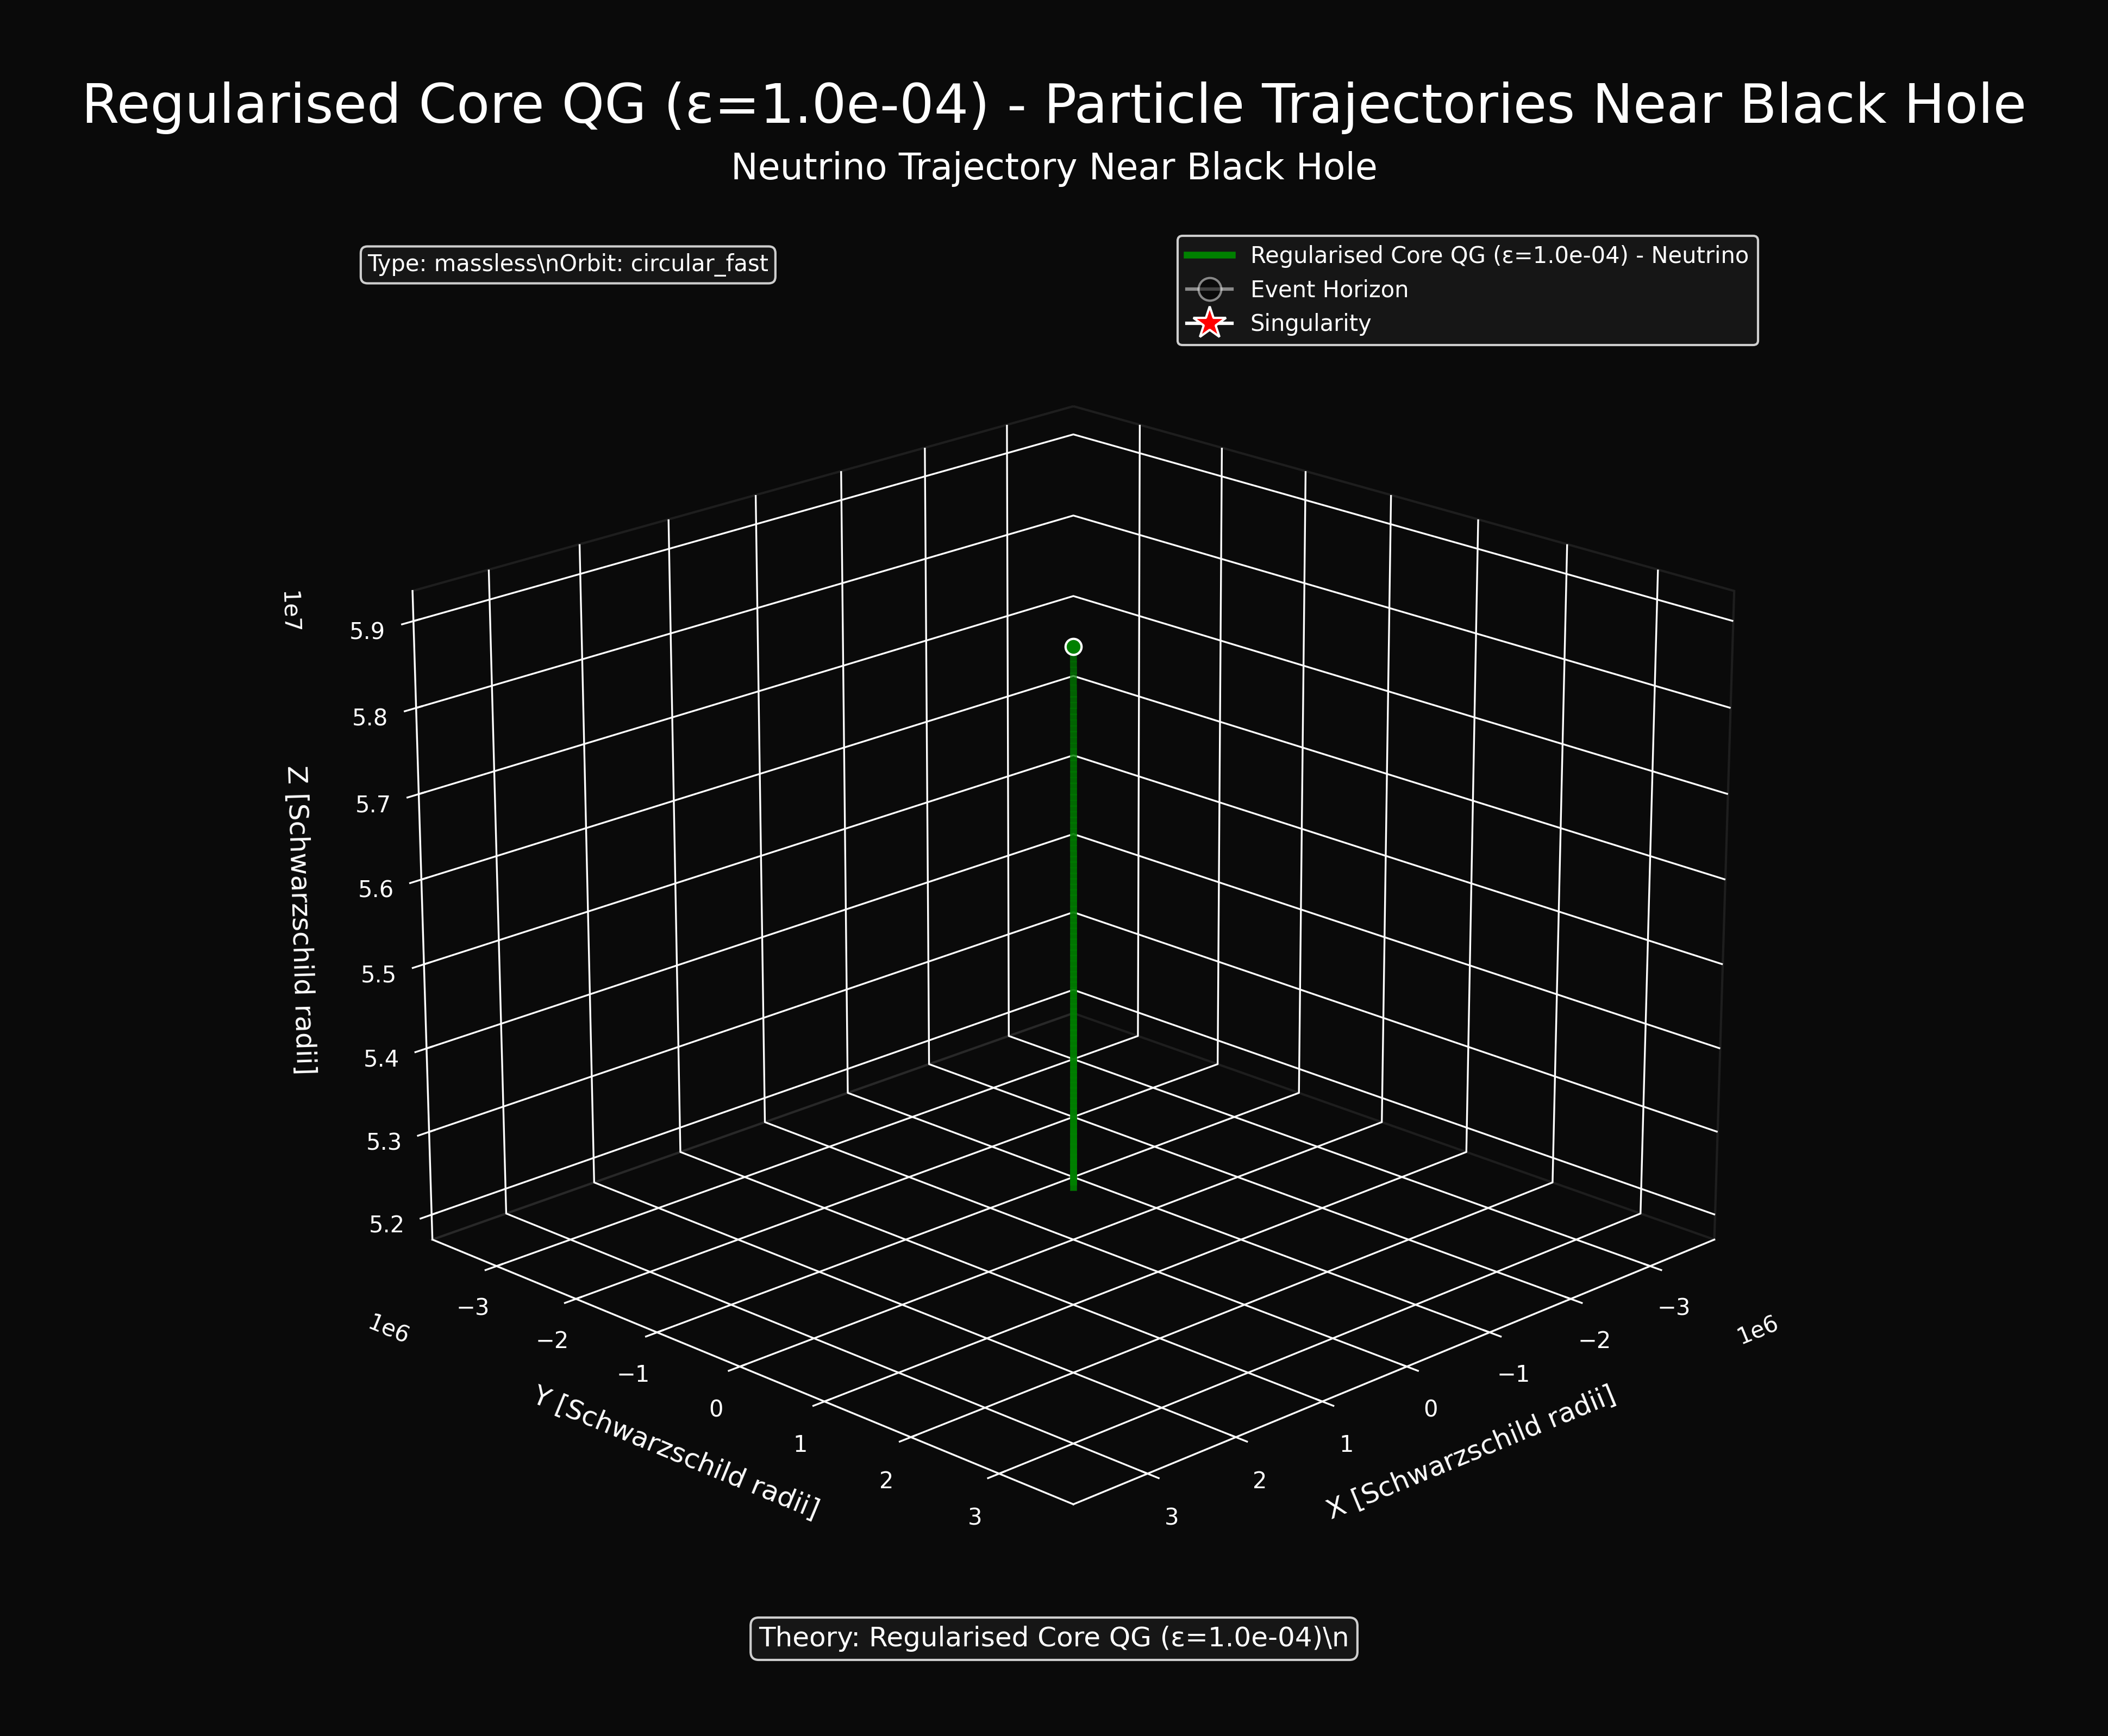 Regularised Core QG (ε=1.0e-04) - Particle Trajectories Near Black Hole
Neutrino Trajectory Near Black Hole
Type: massless\nOrbit: circular_fast
Regularised Core QG (ε=1.0e-04) - Neutrino
Event Horizon
Singularity
1e7
5.9
5.8
5.7
5.6
5.5
5.4
5.3
5.2
Z [Schwarzschild radii]
1e6
−3
−2
−1
0
1
2
3
Y [Schwarzschild radii]
3
2
1
0
−1
−2
−3
1e6
X [Schwarzschild radii]
Theory: Regularised Core QG (ε=1.0e-04)\n